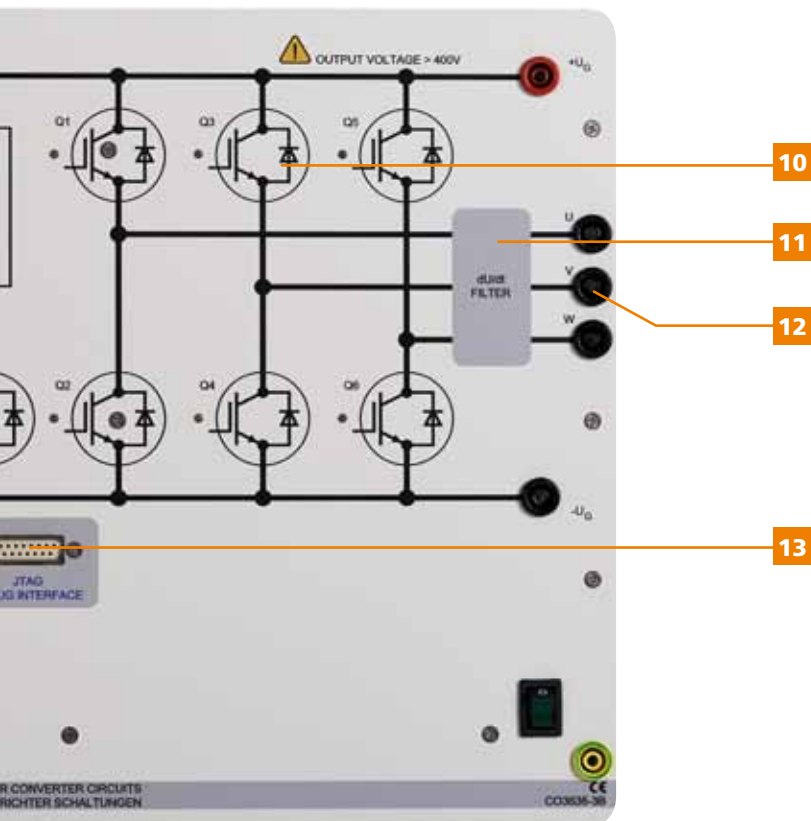 OUTPUT VOLTAGE > 400V
+UG
Q1
Q3
Q5
10
U
11
dU/dt
FILTER
V
12
W
Q2
Q4
Q6
-UG
13
JTAG
UG INTERFACE
R CONVERTER CIRCUITS
RICHTER SCHALTUNGEN
CE
CO3636-3B